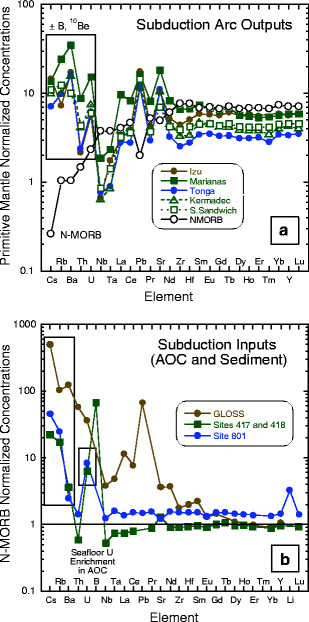 Subduction Arc Outputs
± B, 10Be
Primitive Mantle Normalized Concentrations
100
10
1
0.1
N-MORB
Izu
Marianas
Tonga
Kermadec
S.Sandwich
NMORB
a
Rb Th Nb La Pb Sr Zr Sm Gd Dy Er Yb Lu
Cs Ba U Ta Ce Pr Nd Hf Eu Tb Ho Tm Y
Element
Subduction Inputs
(AOC and Sediment)
N-MORB Normalized Concentrations
1000
100
10
1
0.1
GLOSS
Sites 417 and 418
Site 801
Seafloor U
Enrichment
in AOC
b
Rb Th B Ta Ce Pr Nd Hf Eu Tb Ho Tm Y Lu
Cs Ba U Nb La Pb Sr Zr Sm Gd Dy Er Yb Li
Element